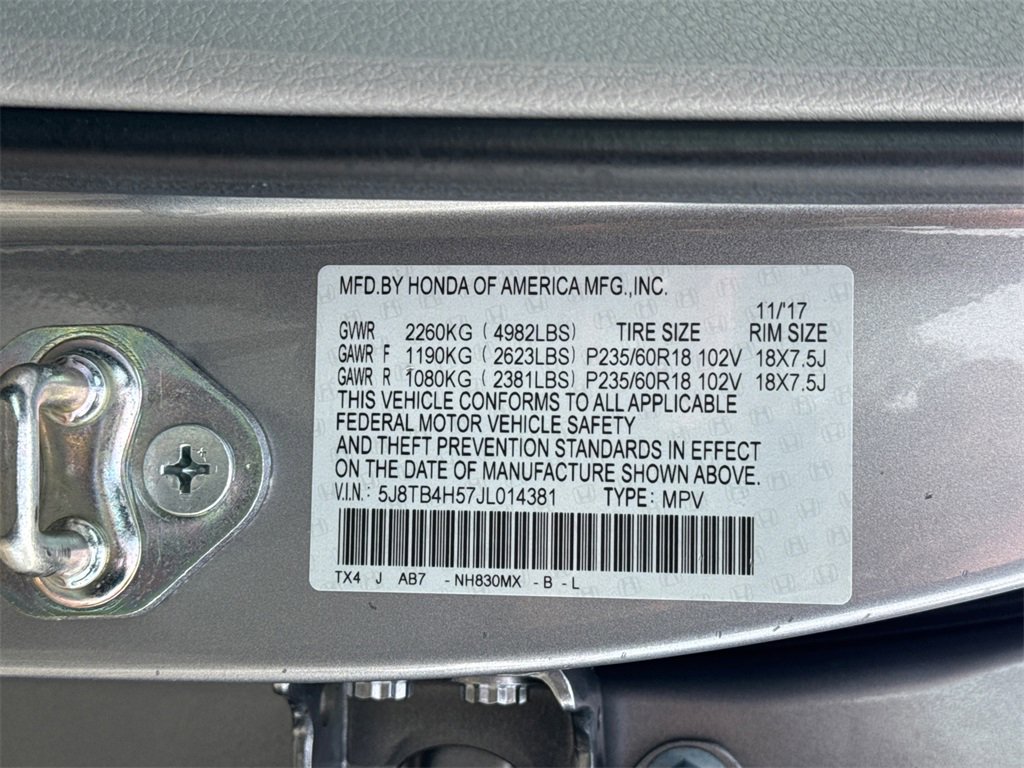 MFD.BY HONDA OF AMERICA MFG.,INC.
11/'17
GVWR 2260KG ( 4982LBS) TIRE SIZE RIM SIZE
GAWR F 1190KG ( 2623LBS) P235/60R18 102V 18X7.5J
GAWR R 1080KG ( 2381LBS) P235/60R18 102V 18X7.5J
THIS VEHICLE CONFORMS TO ALL APPLICABLE
FEDERAL MOTOR VEHICLE SAFETY
AND THEFT PREVENTION STANDARDS IN EFFECT
ON THE DATE OF MANUFACTURE SHOWN ABOVE.
V.I.N.: 5J8TB4H57JL014381 TYPE: MPV
TX4 J AB7 - NH830MX - B - L